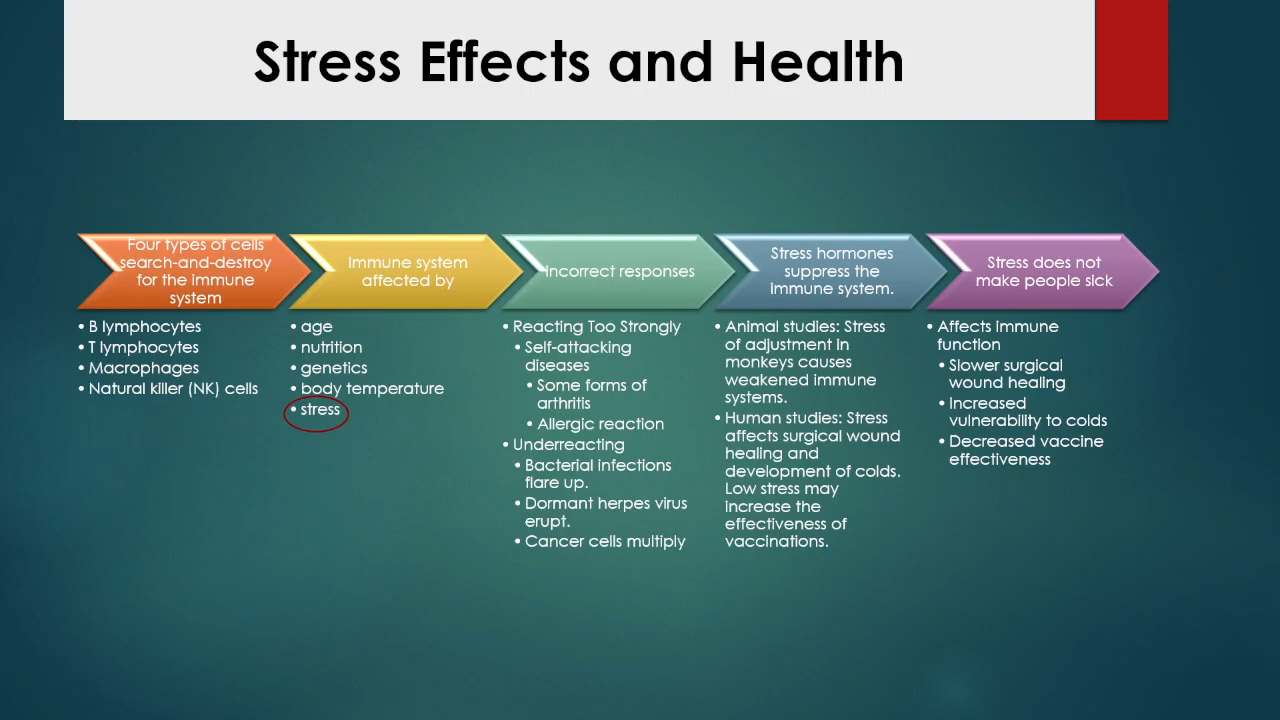 Stress Effects and Health
Four types of cells
search-and-destroy
for the immune
system
• B lymphocytes
• T lymphocytes
• Macrophages
• Natural killer (NK) cells
Immune system
affected by
• age
• nutrition
• genetics
• body temperature
• stress
Incorrect responses
• Reacting Too Strongly
• Self-attacking
diseases
• Some forms of
arthritis
• Allergic reaction
• Underreacting
• Bacterial infections
flare up.
• Dormant herpes virus
erupt.
• Cancer cells multiply
Stress hormones
suppress the
immune system.
• Animal studies: Stress
of adjustment in
monkeys causes
weakened immune
systems.
• Human studies: Stress
affects surgical wound
healing and
development of colds.
Low stress may
increase the
effectiveness of
vaccinations.
Stress does not
make people sick
• Affects immune
function
• Slower surgical
wound healing
• Increased
vulnerability to colds
• Decreased vaccine
effectiveness